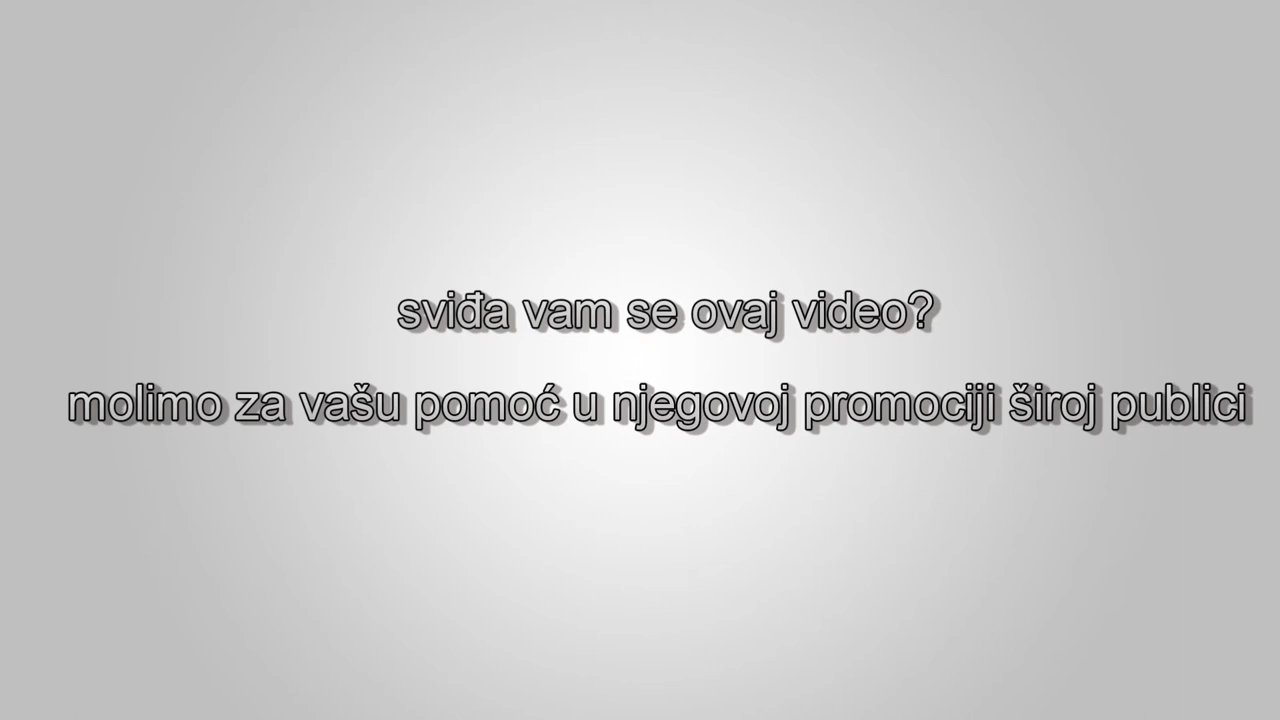 sviđa vam se ovaj video?
molimo za vašu pomoć u njegovoj promociji široj publici